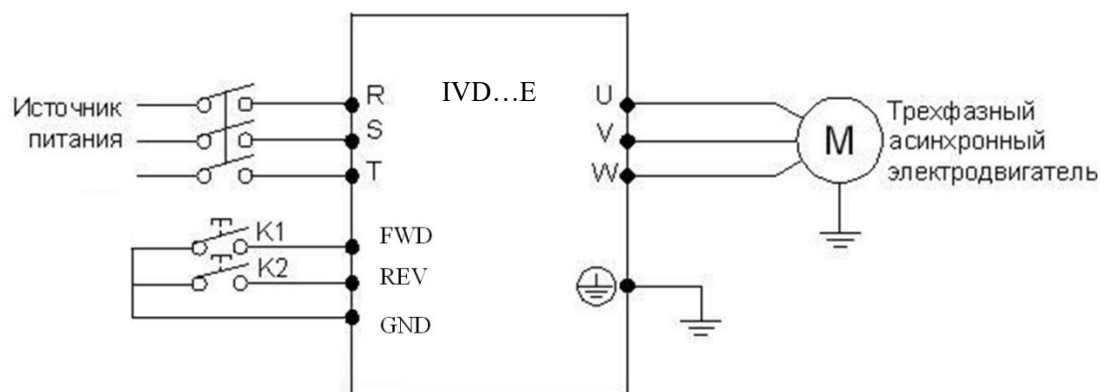 IVD...E
Источник
питания
R
S
T
U
V
W
M
Трехфазный
асинхронный
электродвигатель
K1
K2
FWD
REV
GND